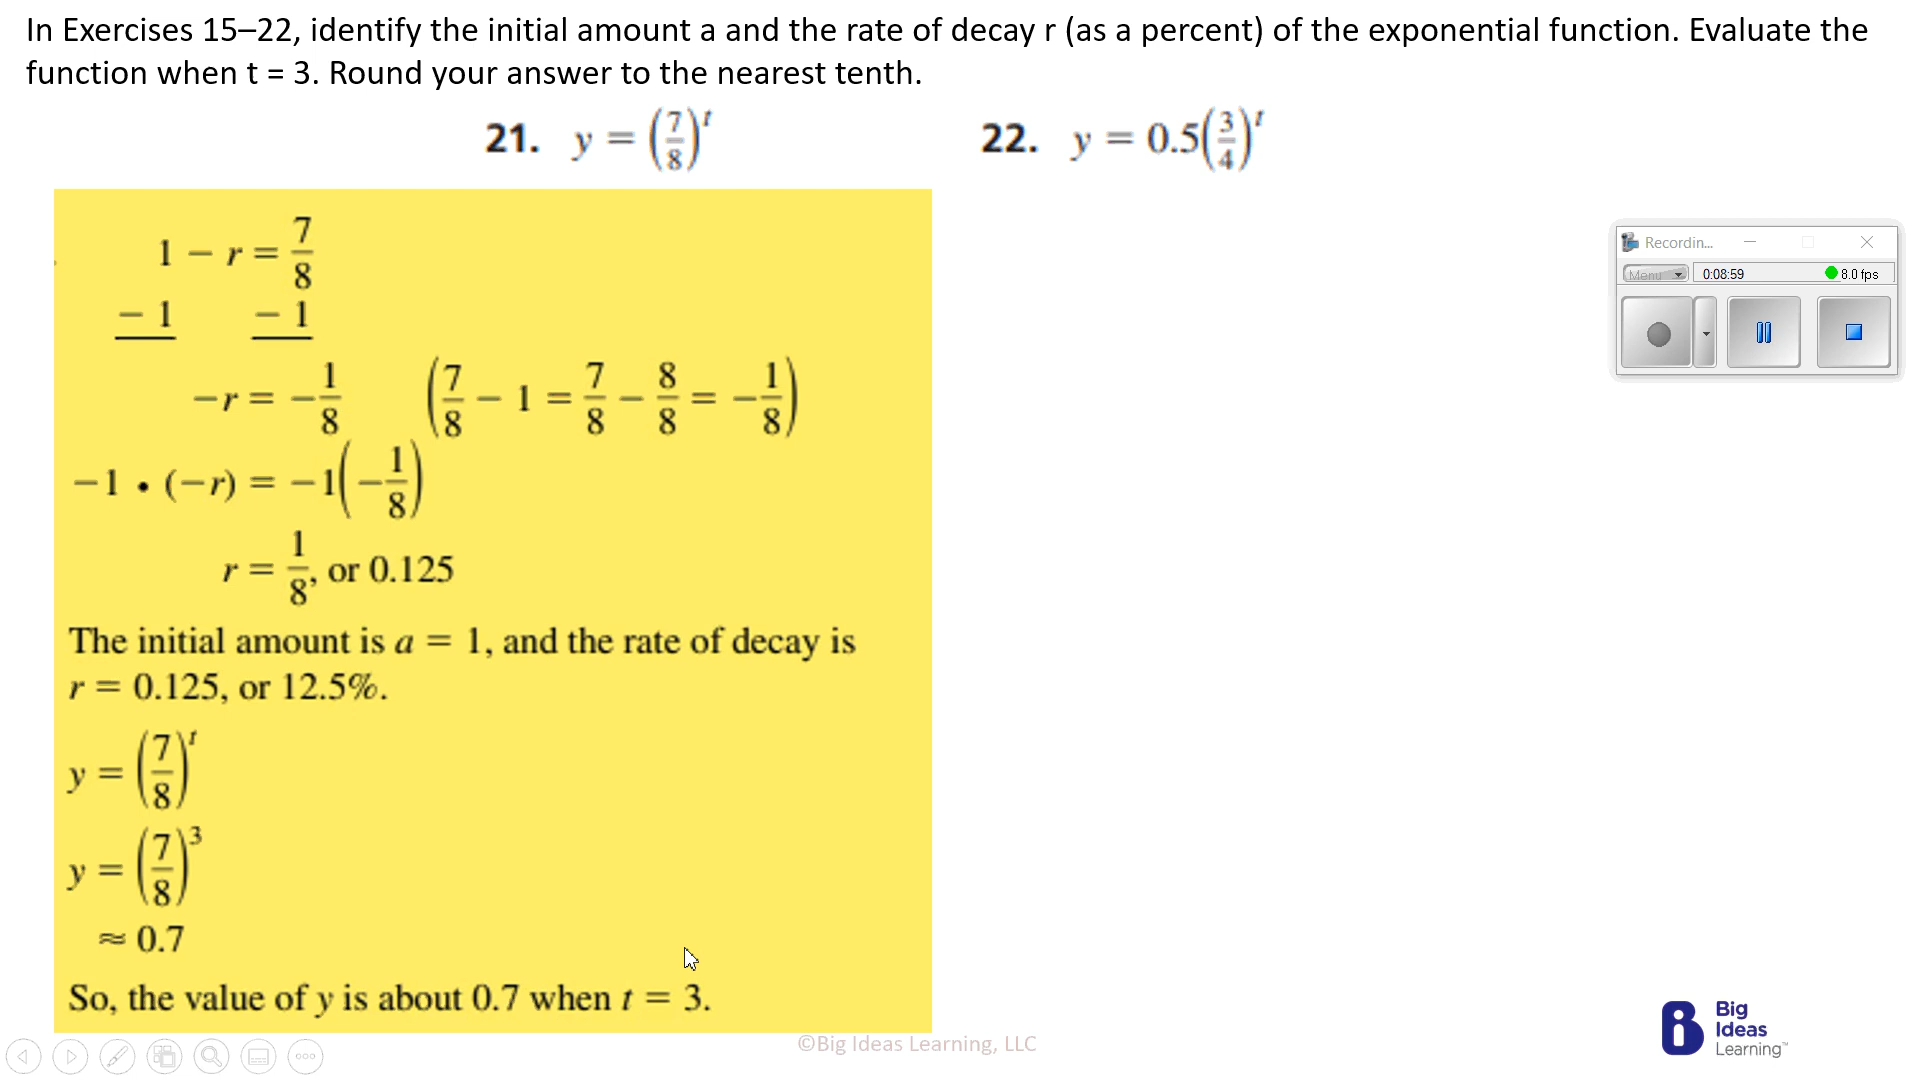 In Exercises 15–22, identify the initial amount a and the rate of decay r (as a percent) of the exponential function. Evaluate the
function when t = 3. Round your answer to the nearest tenth.
21. y = (7/8)^t
22. y = 0.5(3/4)^t
1 − r = 7/8
− 1 − 1
−r = −1/8 (7/8 − 1 = 7/8 − 8/8 = −1/8)
−1 • (−r) = −1(−1/8)
r = 1/8, or 0.125
The initial amount is a = 1, and the rate of decay is
r = 0.125, or 12.5%.
y = (7/8)^t
y = (7/8)^3
≈ 0.7
So, the value of y is about 0.7 when t = 3.
Recordin...
Menu 0:08:59 8.0 fps
©Big Ideas Learning, LLC
Big
Ideas
Learning™